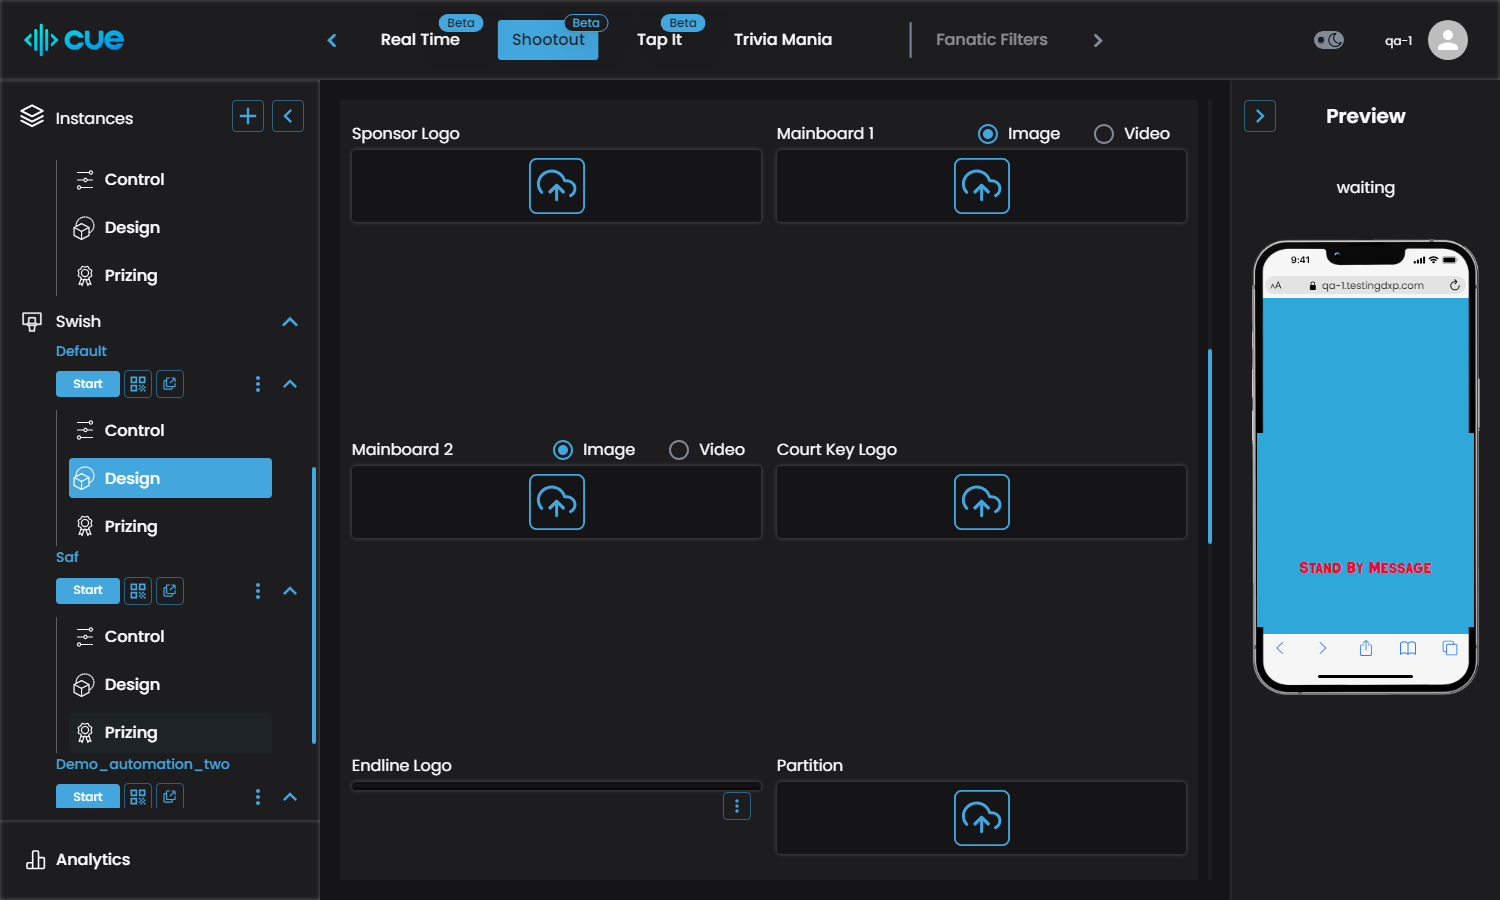 cue
Real Time
Beta
Shootout
Beta
Tap It
Beta
Trivia Mania
Fanatic Filters
qa-1
Instances
Control
Design
Prizing
Swish
Default
Start
Control
Design
Prizing
Saf
Start
Control
Design
Prizing
Demo_automation_two
Start
Analytics
Sponsor Logo
Mainboard 1
Image
Video
Mainboard 2
Image
Video
Court Key Logo
Endline Logo
Partition
Preview
waiting
9:41
AA
qa-1.testingdxp.com
Stand By Message